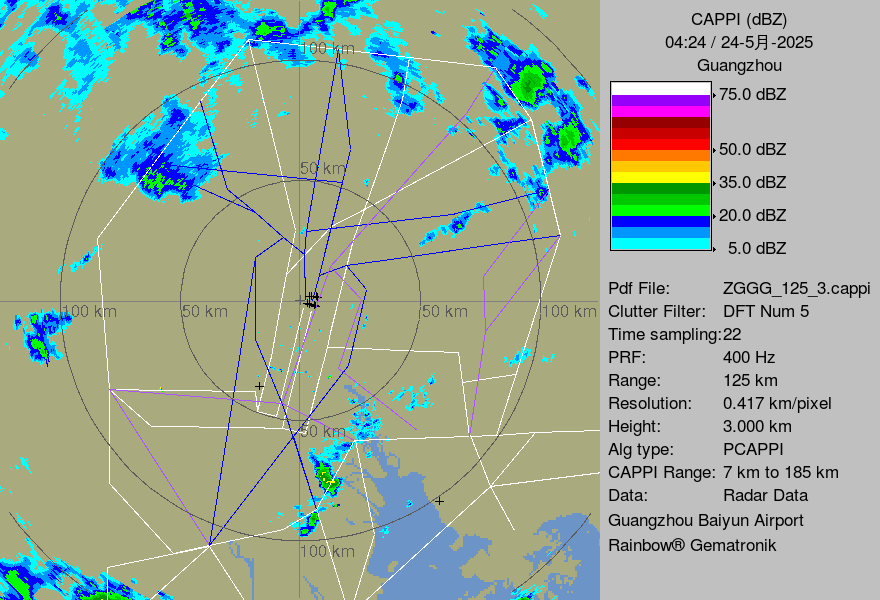 CAPPI (dBZ)
04:24 / 24-5月-2025
Guangzhou
75.0 dBZ
50.0 dBZ
35.0 dBZ
20.0 dBZ
5.0 dBZ
100 km
50 km
100 km
50 km
50 km
100 km
50 km
100 km
Pdf File: ZGGG_125_3.cappi
Clutter Filter: DFT Num 5
Time sampling:22
PRF: 400 Hz
Range: 125 km
Resolution: 0.417 km/pixel
Height: 3.000 km
Alg type: PCAPPI
CAPPI Range: 7 km to 185 km
Data: Radar Data
Guangzhou Baiyun Airport
Rainbow® Gematronik